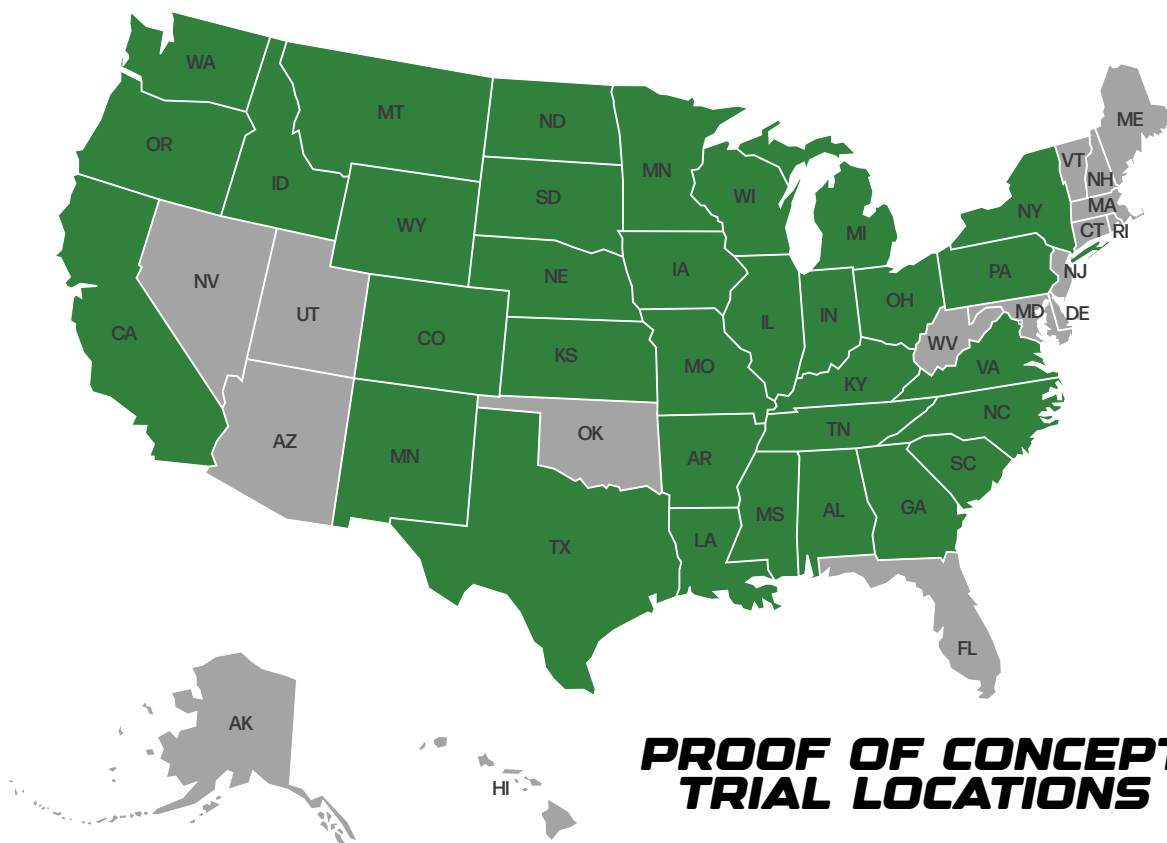 WA
MT
ND
MN
OR
ID
SD
WI
WY
MI
NY
VT
ME
NH
MA
CT
RI
NV
UT
NE
IA
PA
NJ
CA
CO
KS
MO
IL
IN
OH
WV
MD
DE
VA
KY
AZ
MN
OK
AR
TN
NC
SC
TX
LA
MS
AL
GA
FL
AK
HI
PROOF OF CONCEPT
TRIAL LOCATIONS